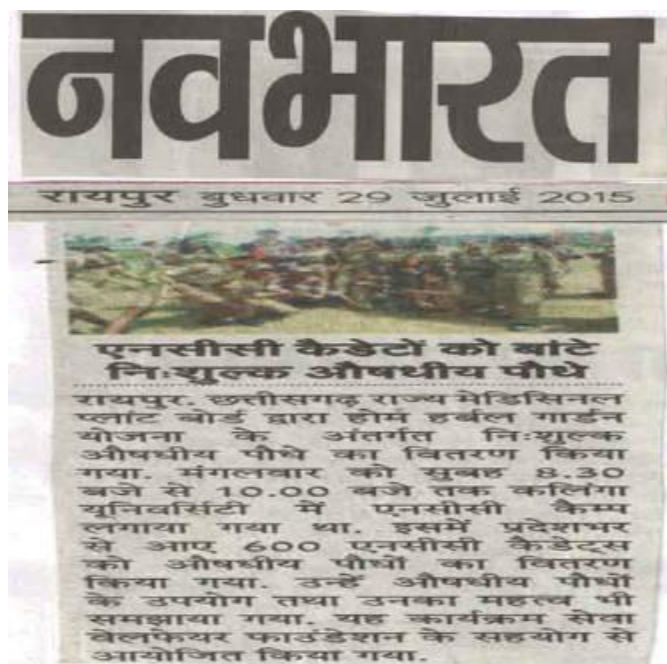 नवभारत
रायपुर बुधवार 29 जुलाई 2015
एनसीसी कैडेटों को बांटे
निःशुल्क औषधीय पौधे
रायपुर. छत्तीसगढ़ राज्य मेडिसिनल
प्लांट बोर्ड द्वारा होम हर्बल गार्डन
योजना के अंतर्गत निःशुल्क
औषधीय पौधे का वितरण किया
गया. मंगलवार को सुबह 8.30
बजे से 10.00 बजे तक कलिंगा
यूनिवर्सिटी में एनसीसी कैम्प
लगाया गया था. इसमें प्रदेशभर
से आए 600 एनसीसी कैडेट्स
को औषधीय पौधों का वितरण
किया गया. उन्हें औषधीय पौधों
के उपयोग तथा उनका महत्व भी
समझाया गया. यह कार्यक्रम सेवा
वेलफेयर फाउंडेशन के सहयोग से
आयोजित किया गया.